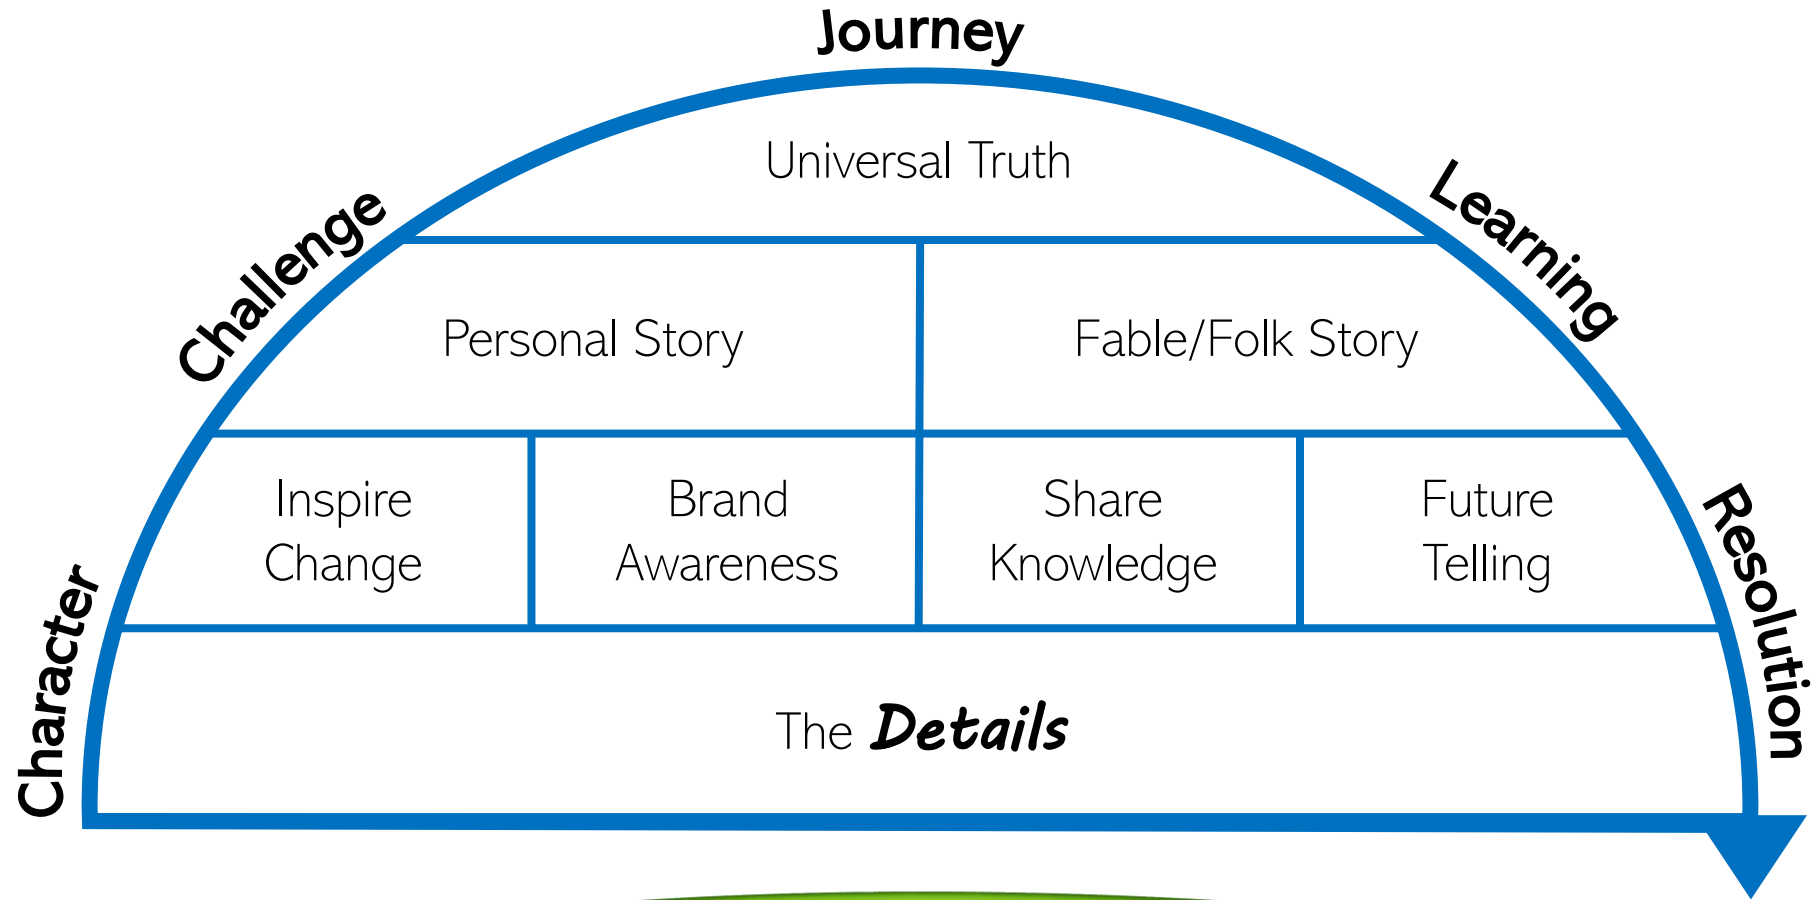 Journey
Universal Truth
Challenge
Learning
Personal Story
Fable/Folk Story
Inspire
Change
Brand
Awareness
Share
Knowledge
Future
Telling
Character
Resolution
The Details